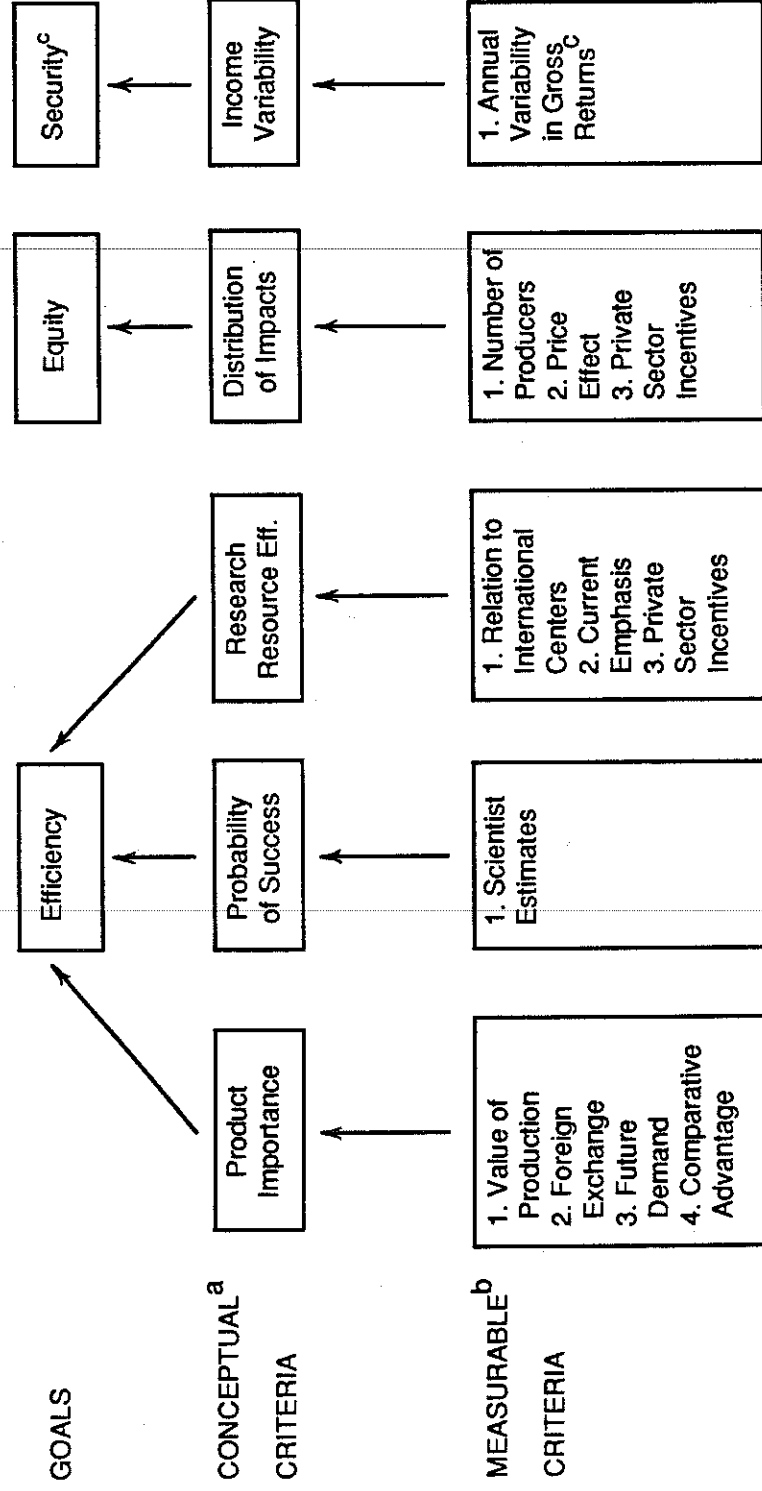 GOALS
Efficiency
Equity
Security^c
CONCEPTUAL^a
CRITERIA
Product
Importance
Probability
of Success
Research
Resource Eff.
Distribution
of Impacts
Income
Variability
MEASURABLE^b
CRITERIA
1. Value of
Production
2. Foreign
Exchange
3. Future
Demand
4. Comparative
Advantage
1. Scientist
Estimates
1. Relation to
International
Centers
2. Current
Emphasis
3. Private
Sector
Incentives
1. Number of
Producers
2. Price
Effect
3. Private
Sector
Incentives
1. Annual
Variability
in Gross
Returns^c